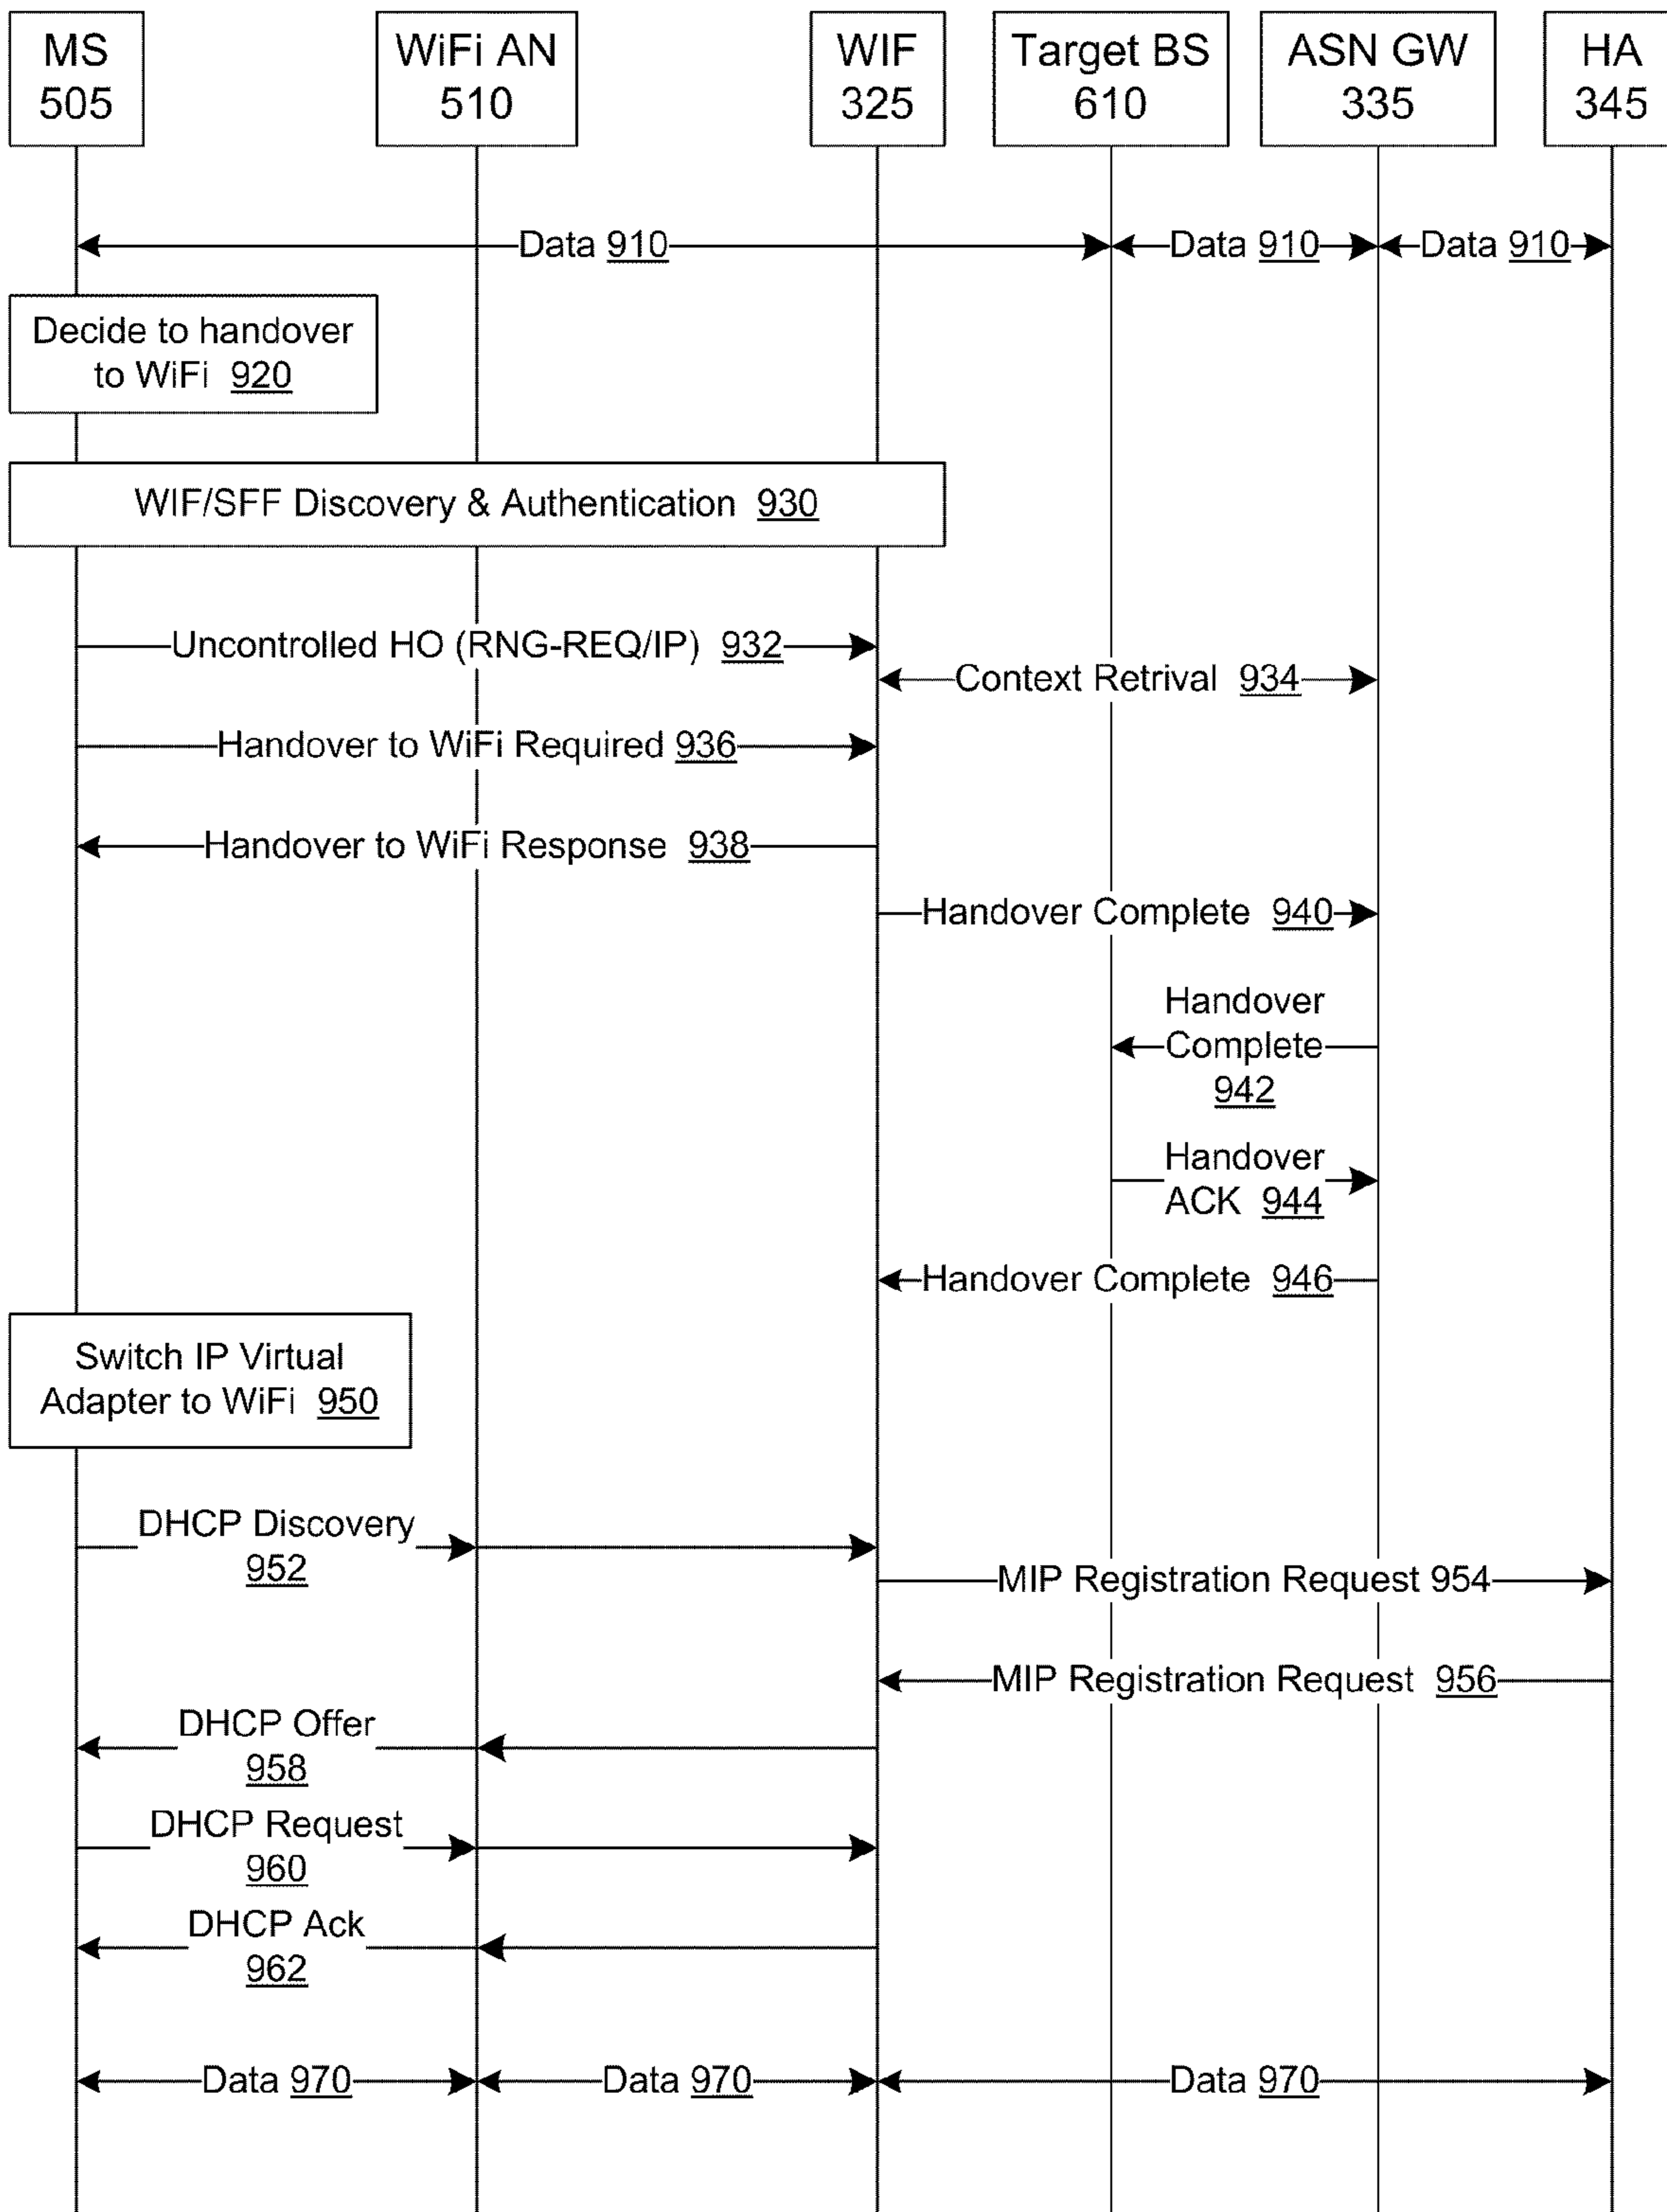 MS
505
WiFi AN
510
WIF
325
Target BS
610
ASN GW
335
HA
345
Data 910
Data 910
Data 910
Decide to handover
to WiFi 920
WIF/SFF Discovery & Authentication 930
Uncontrolled HO (RNG-REQ/IP) 932
Context Retrival 934
Handover to WiFi Required 936
Handover to WiFi Response 938
Handover Complete 940
Handover
Complete
942
Handover
ACK 944
Handover Complete 946
Switch IP Virtual
Adapter to WiFi 950
DHCP Discovery
952
MIP Registration Request 954
MIP Registration Request 956
DHCP Offer
958
DHCP Request
960
DHCP Ack
962
Data 970
Data 970
Data 970